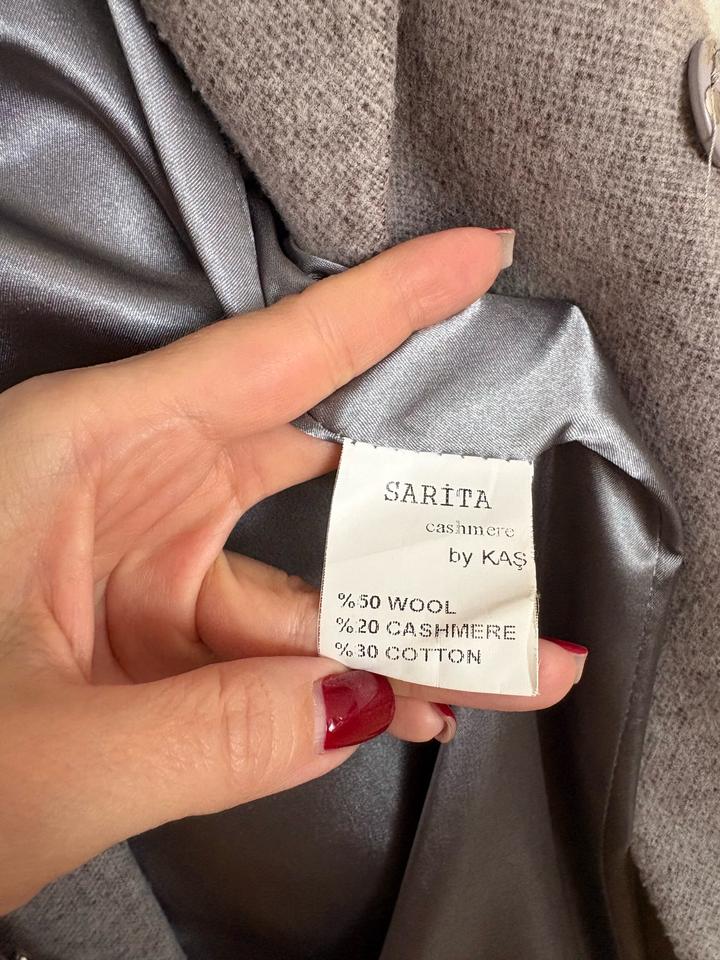 SARİTA
cashmere
by KAŞ
%50 WOOL
%20 CASHMERE
%30 COTTON